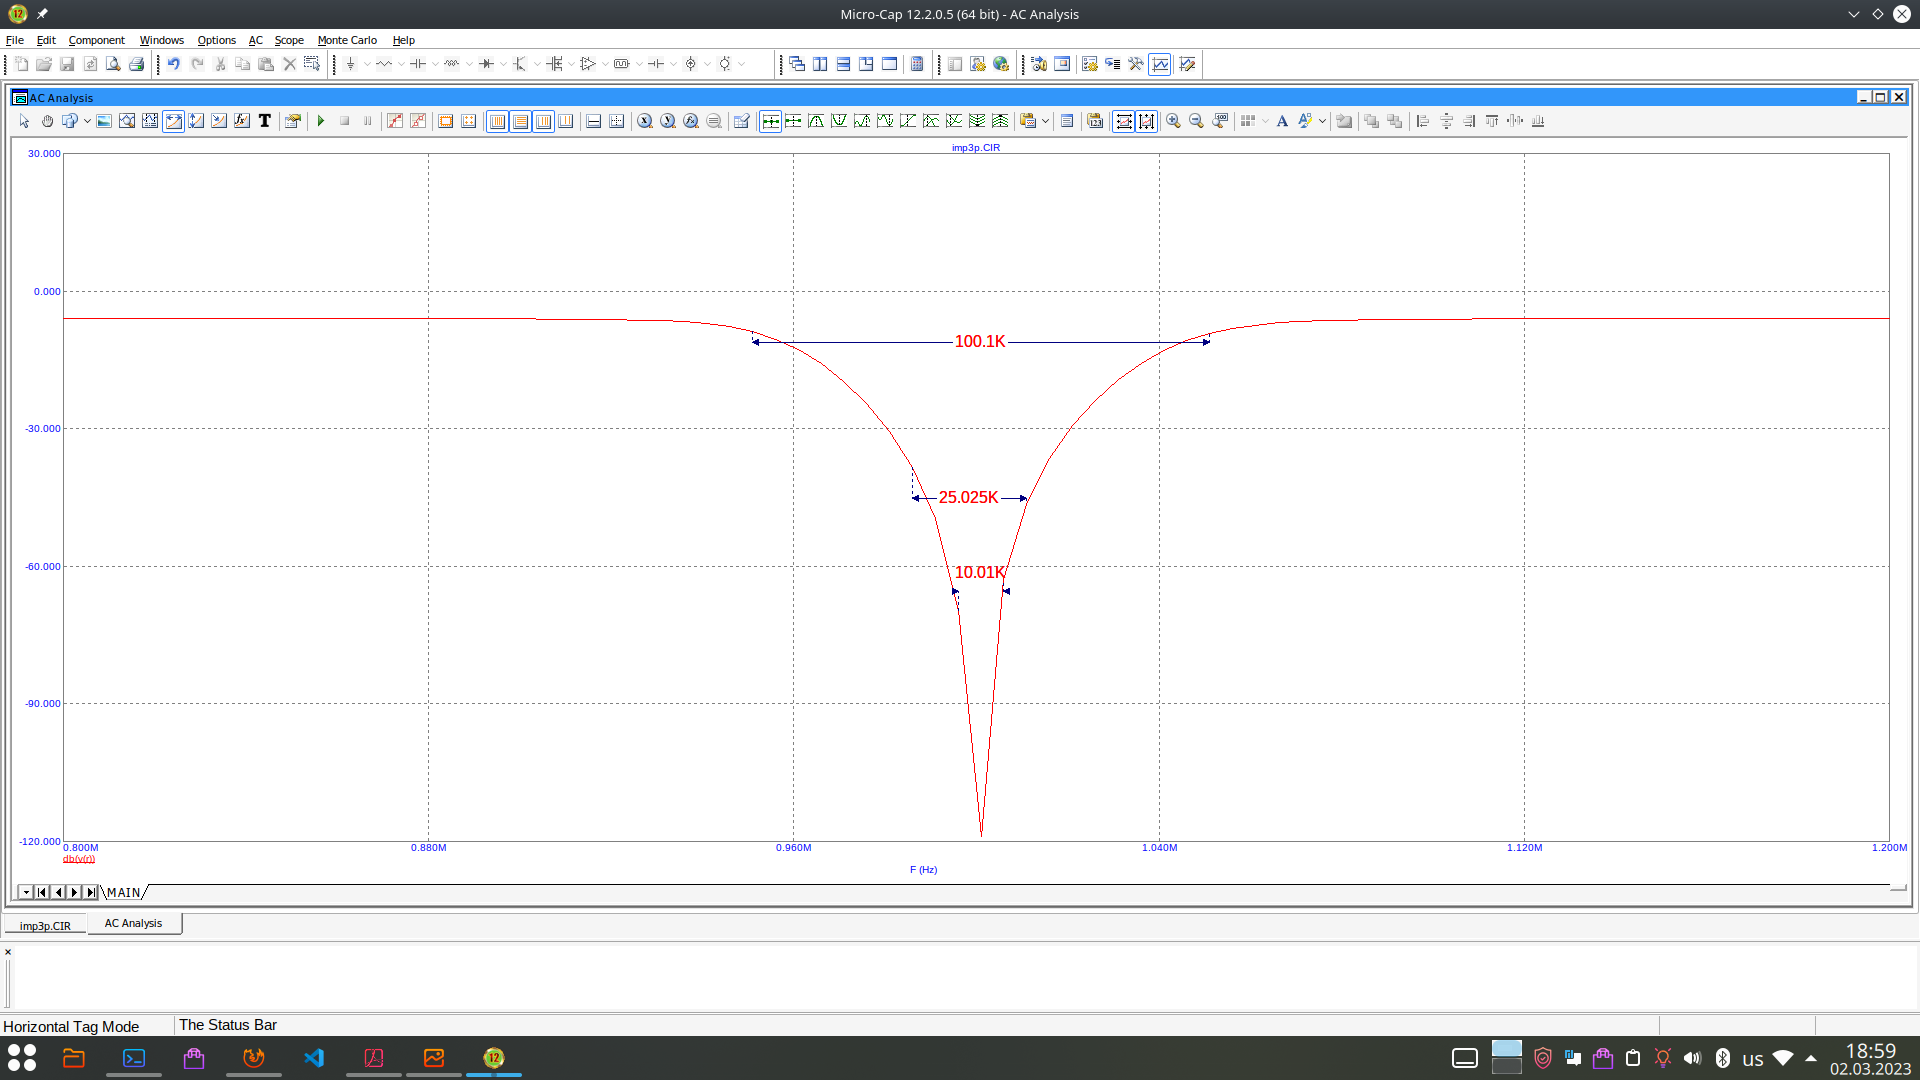 Micro-Cap 12.2.0.5 (64 bit) - AC Analysis
File Edit Component Windows Options AC Scope Monte Carlo Help
AC Analysis
imp3p.CIR
30.000
0.000
100.1K
-30.000
25.025K
-60.000
10.01K
-90.000
-120.000
0.800M 0.880M 0.960M 1.040M 1.120M 1.200M
db(v(r))
F (Hz)
MAIN
imp3p.CIR AC Analysis
Horizontal Tag Mode The Status Bar
12
us
18:59
02.03.2023